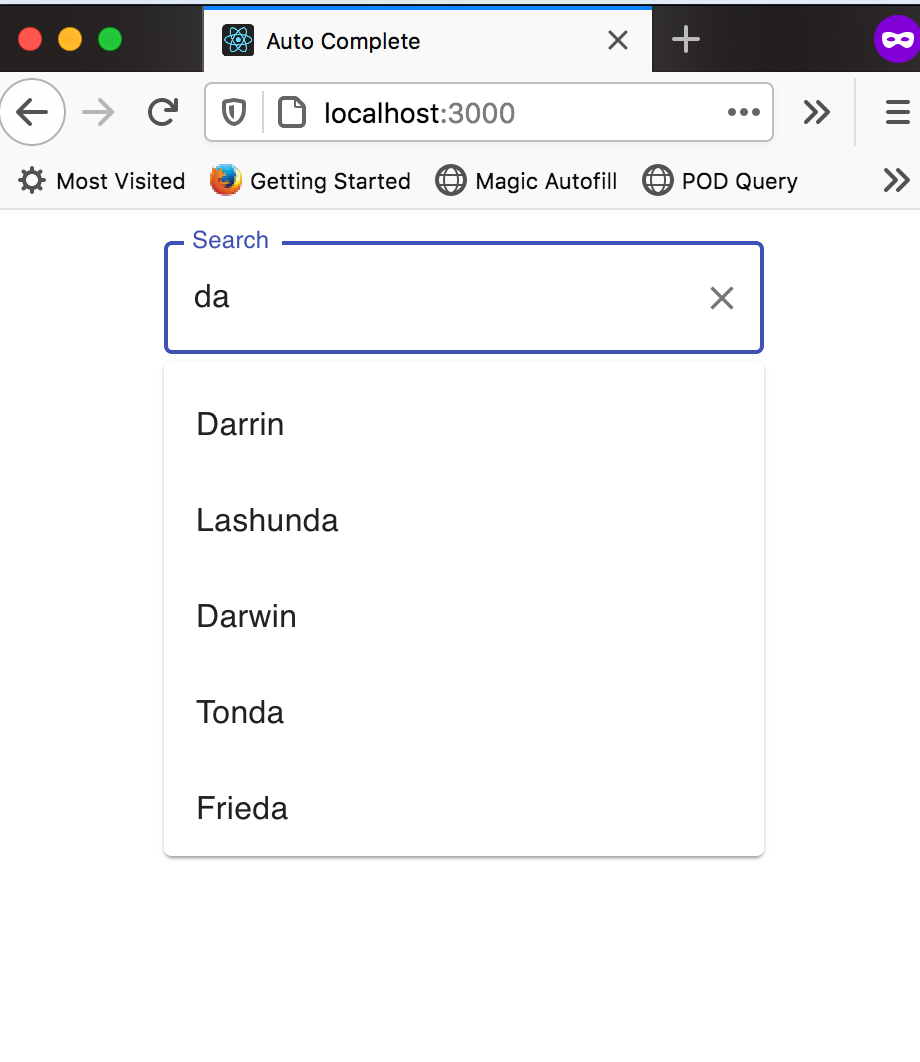 Auto Complete
localhost:3000
Most Visited Getting Started Magic Autofill POD Query
Search
da
Darrin
Lashunda
Darwin
Tonda
Frieda